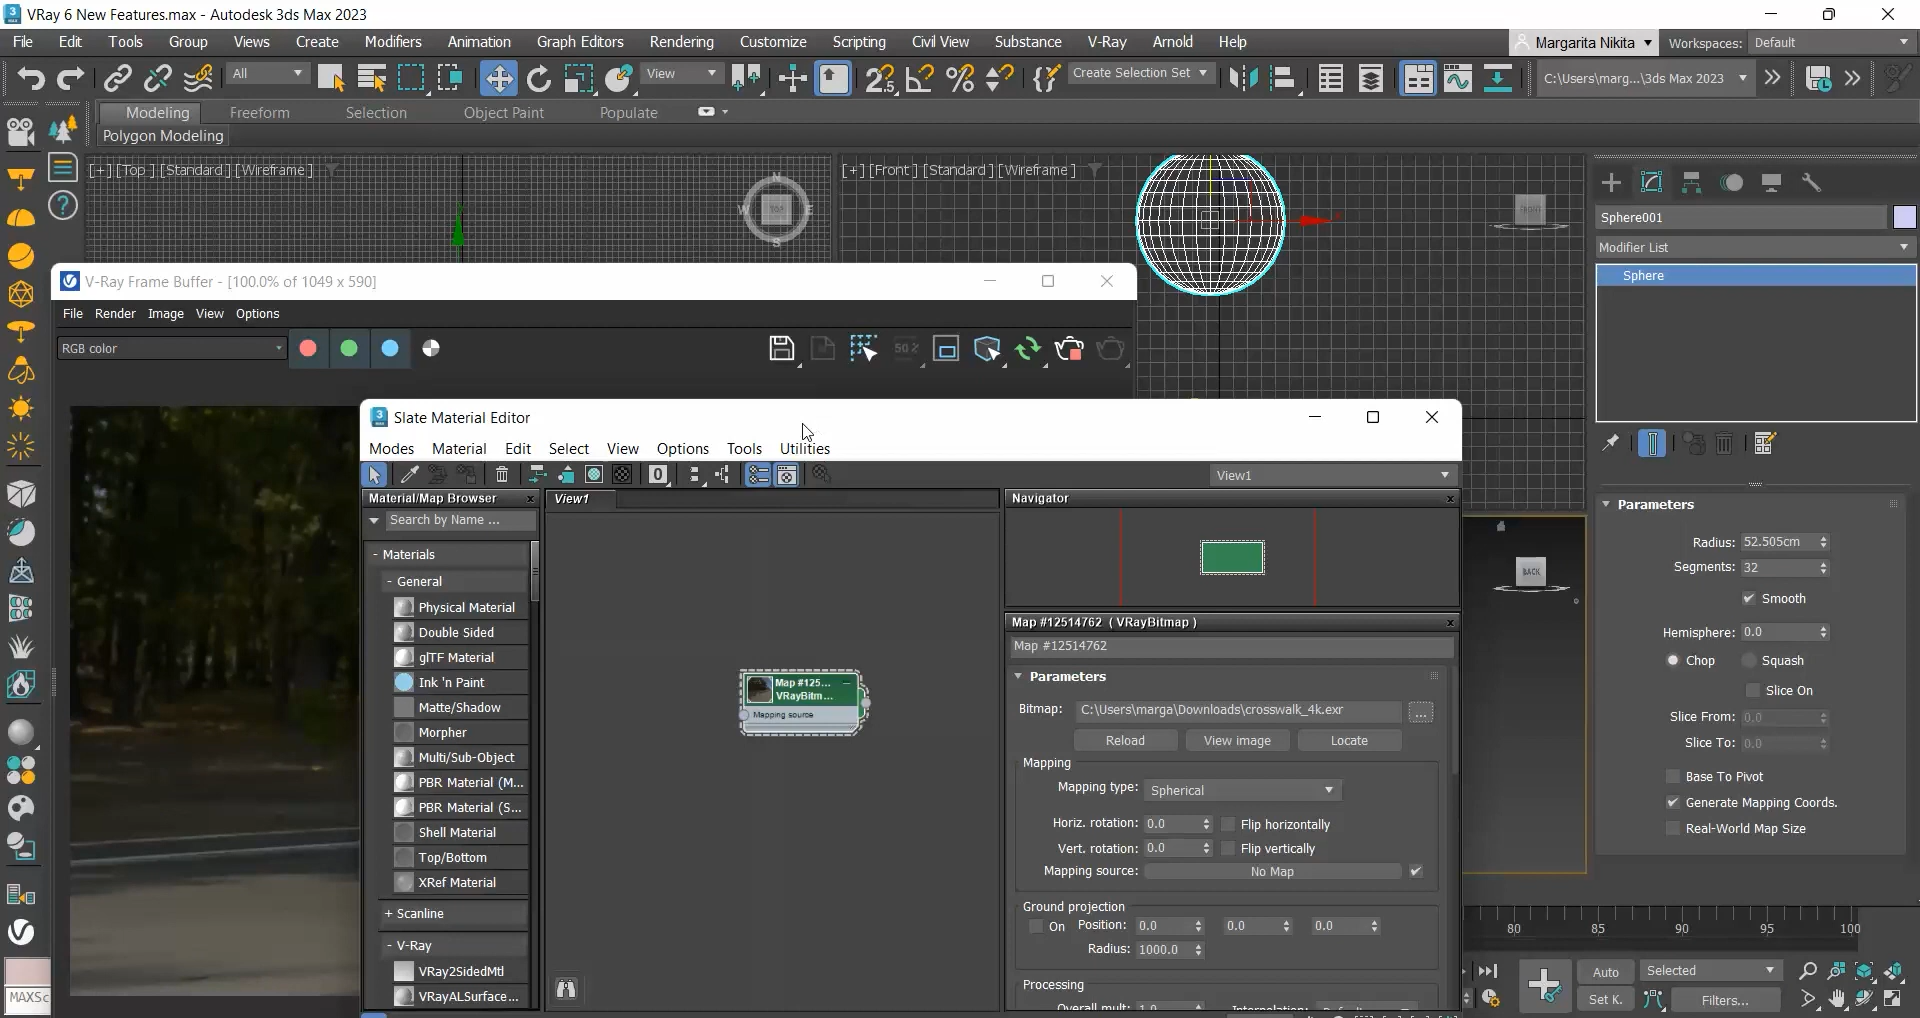 VRay 6 New Features.max - Autodesk 3ds Max 2023
File Edit Tools Group Views Create Modifiers Animation Graph Editors Rendering Customize Scripting Civil View Substance V-Ray Arnold Help
Margarita Nikita
Workspaces: Default
All
View
Create Selection Set
C:\Users\marg...\3ds Max 2023
Modeling Freeform Selection Object Paint Populate
Polygon Modeling
[+] [Top ] [Standard ] [Wireframe ]
[+] [Front ] [Standard ] [Wireframe ]
N
W
E
S
TOP
FRONT
Sphere001
Modifier List
Sphere
V-Ray Frame Buffer - [100.0% of 1049 x 590]
File Render Image View Options
RGB color
50%
Slate Material Editor
Modes Material Edit Select View Options Tools Utilities
0
View1
Material/Map Browser
View1
Navigator
Search by Name ...
- Materials
- General
Physical Material
Double Sided
glTF Material
Ink 'n Paint
Matte/Shadow
Morpher
Multi/Sub-Object
PBR Material (M...
PBR Material (S...
Shell Material
Top/Bottom
XRef Material
+ Scanline
- V-Ray
VRay2SidedMtl
VRayALSurface...
Map #125...
VRayBitm...
Mapping source
Map #12514762 ( VRayBitmap )
Map #12514762
Parameters
Bitmap: C:\Users\marga\Downloads\crosswalk_4k.exr ...
Reload View image Locate
Mapping
Mapping type: Spherical
Horiz. rotation: 0.0 Flip horizontally
Vert. rotation: 0.0 Flip vertically
Mapping source: No Map
Ground projection
On Position: 0.0 0.0 0.0
Radius: 1000.0
Processing
Overall mult: 1.0 Interpolation: Default
BACK
Parameters
Radius: 52.505cm
Segments: 32
Smooth
Hemisphere: 0.0
Chop Squash
Slice On
Slice From: 0.0
Slice To: 0.0
Base To Pivot
Generate Mapping Coords.
Real-World Map Size
80 85 90 95 100
Auto Selected
Set K. Filters...
MAXSc